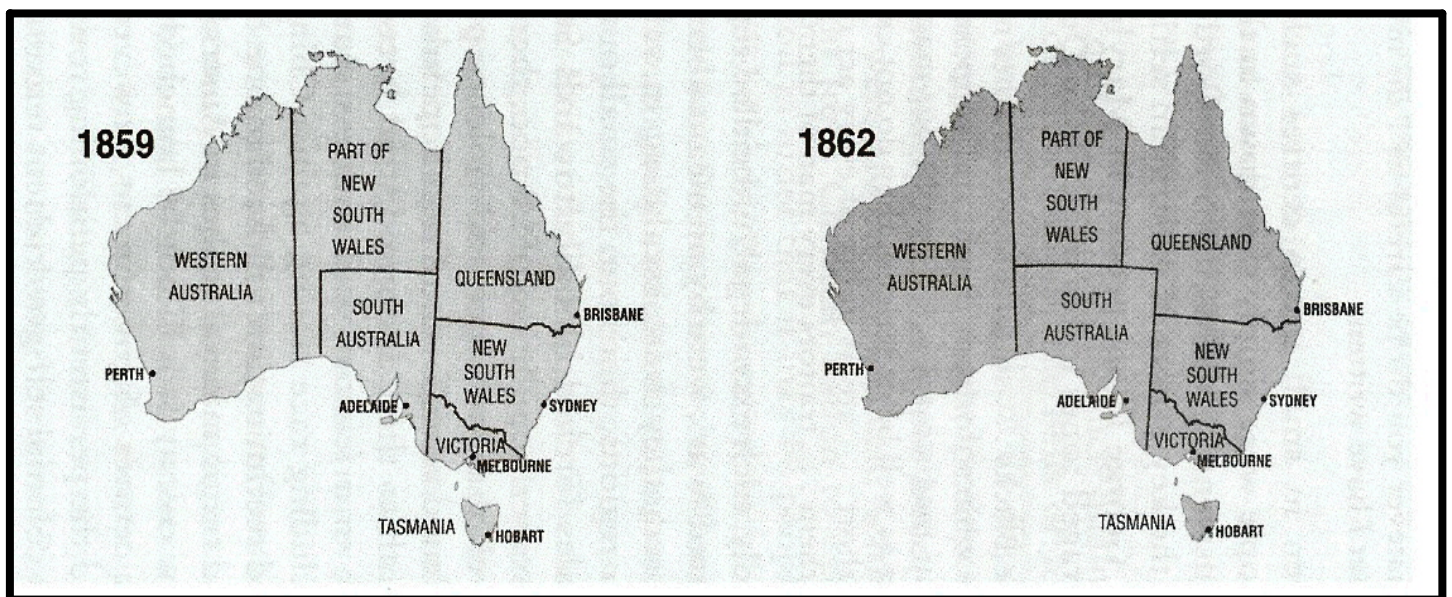 1859
PART OF
NEW
SOUTH
WALES
WESTERN
AUSTRALIA
QUEENSLAND
SOUTH
AUSTRALIA
BRISBANE
NEW
SOUTH
WALES
PERTH
ADELAIDE
SYDNEY
VICTORIA
MELBOURNE
TASMANIA
HOBART
1862
PART OF
NEW
SOUTH
WALES
WESTERN
AUSTRALIA
QUEENSLAND
SOUTH
AUSTRALIA
BRISBANE
NEW
SOUTH
WALES
PERTH
ADELAIDE
SYDNEY
VICTORIA
MELBOURNE
TASMANIA
HOBART